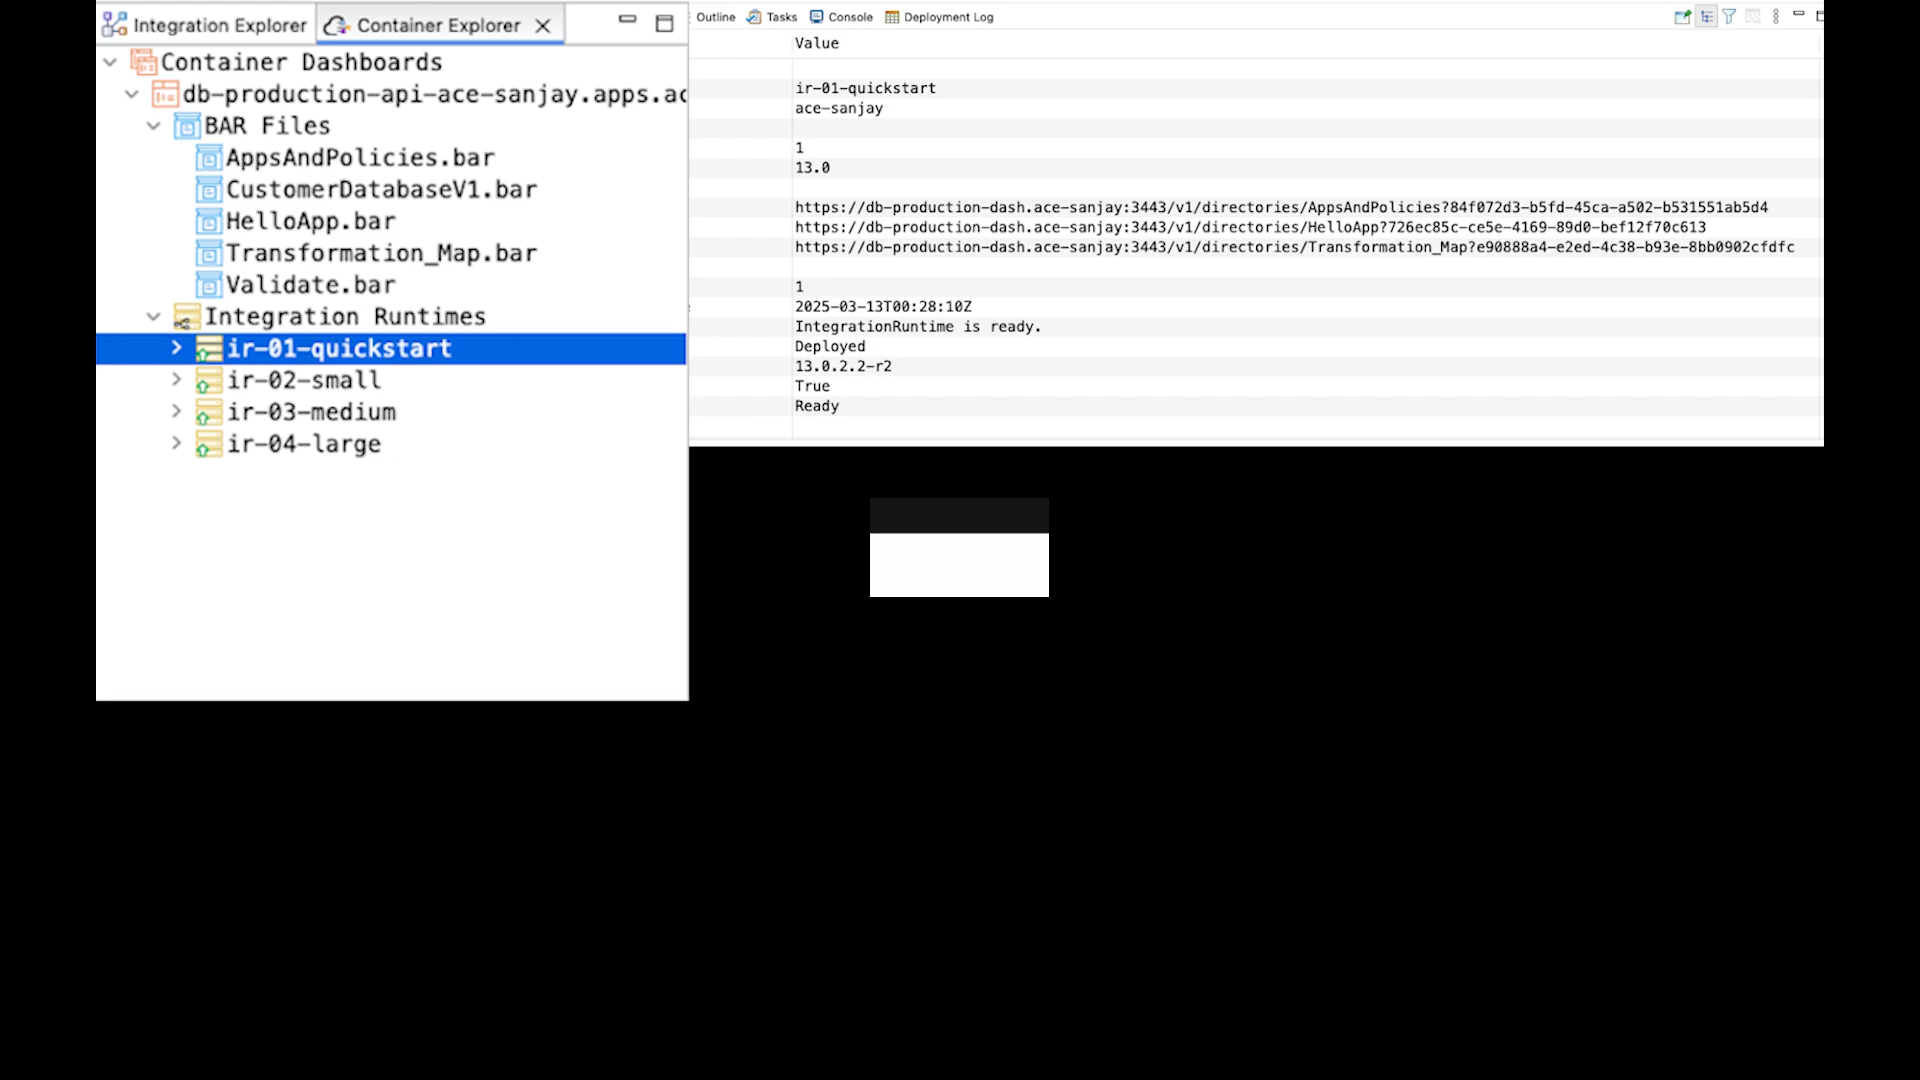 Integration Explorer
Container Explorer
Container Dashboards
db-production-api-ace-sanjay.apps.ac
BAR Files
AppsAndPolicies.bar
CustomerDatabaseV1.bar
HelloApp.bar
Transformation_Map.bar
Validate.bar
Integration Runtimes
ir-01-quickstart
ir-02-small
ir-03-medium
ir-04-large
Outline Tasks Console Deployment Log
Value
ir-01-quickstart
ace-sanjay
1
13.0
https://db-production-dash.ace-sanjay:3443/v1/directories/AppsAndPolicies?84f072d3-b5fd-45ca-a502-b531551ab5d4
https://db-production-dash.ace-sanjay:3443/v1/directories/HelloApp?726ec85c-ce5e-4169-89d0-bef12f70c613
https://db-production-dash.ace-sanjay:3443/v1/directories/Transformation_Map?e90888a4-e2ed-4c38-b93e-8bb0902cfdfc
1
2025-03-13T00:28:10Z
IntegrationRuntime is ready.
Deployed
13.0.2.2-r2
True
Ready